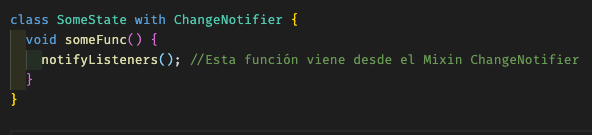 class SomeState with ChangeNotifier {
void someFunc() {
notifyListeners(); //Esta función viene desde el Mixin ChangeNotifier
}
}